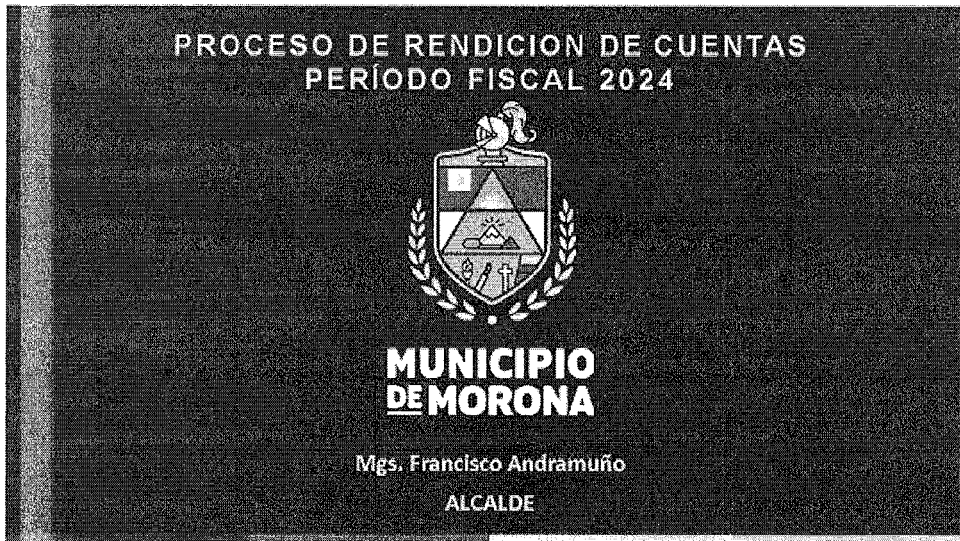 PROCESO DE RENDICION DE CUENTAS
PERÍODO FISCAL 2024
MUNICIPIO
DE MORONA
Mgs. Francisco Andramuño
ALCALDE